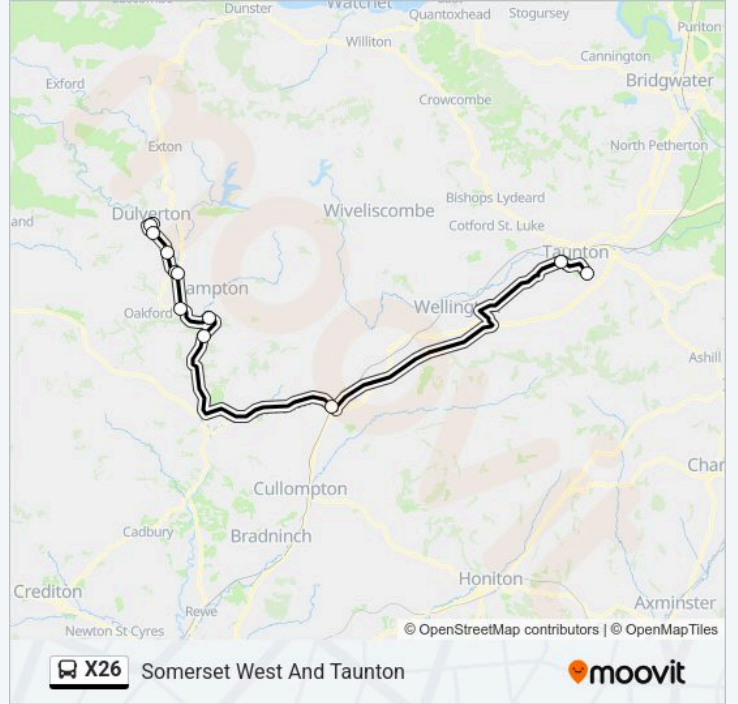 Dunster
Watchet
Quantoxhead
Stogursey
Puriton
Williton
Cannington
Exford
Bridgwater
Crowcombe
Exton
North Petherton
Bishops Lydeard
Dulverton
Wiveliscombe
and
Cotford St. Luke
Taunton
ampton
Oakford
Wellingt
Ashill
Char
Cullompton
Cadbury
Bradninch
Honiton
Crediton
Axminster
Rewe
Newton St Cyres
© OpenStreetMap contributors | © OpenMapTiles
X26 Somerset West And Taunton
moovit